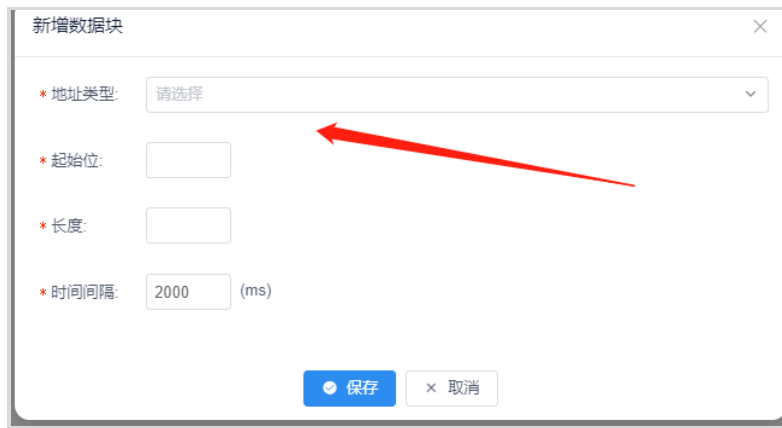 新增数据块
* 地址类型: 请选择
* 起始位:
* 长度:
* 时间间隔: 2000 (ms)
保存 × 取消